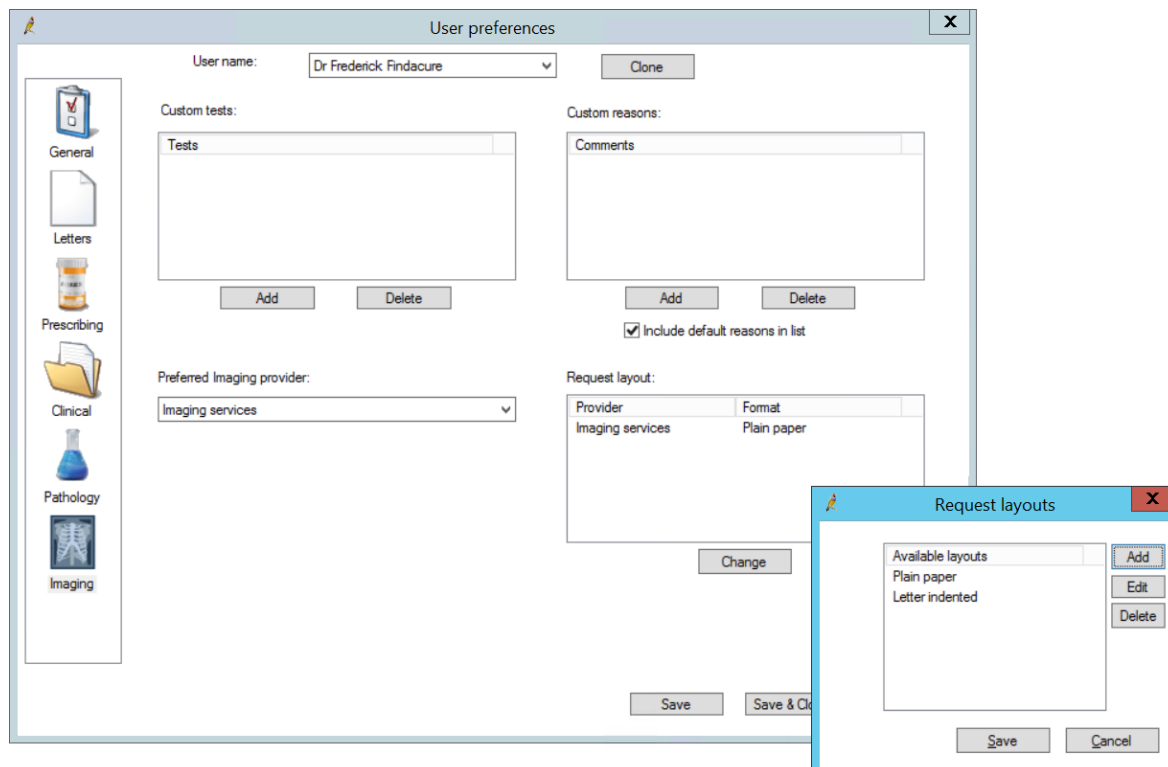 User preferences
X
User name:
Dr Frederick Findacure
Clone
General
Letters
Prescribing
Clinical
Pathology
Imaging
Custom tests:
Tests
Add
Delete
Custom reasons:
Comments
Add
Delete
Include default reasons in list
Preferred Imaging provider:
Imaging services
Request layout:
Provider Format
Imaging services Plain paper
Change
Save
Save & Clo
Request layouts
X
Available layouts
Plain paper
Letter indented
Add
Edit
Delete
Save
Cancel